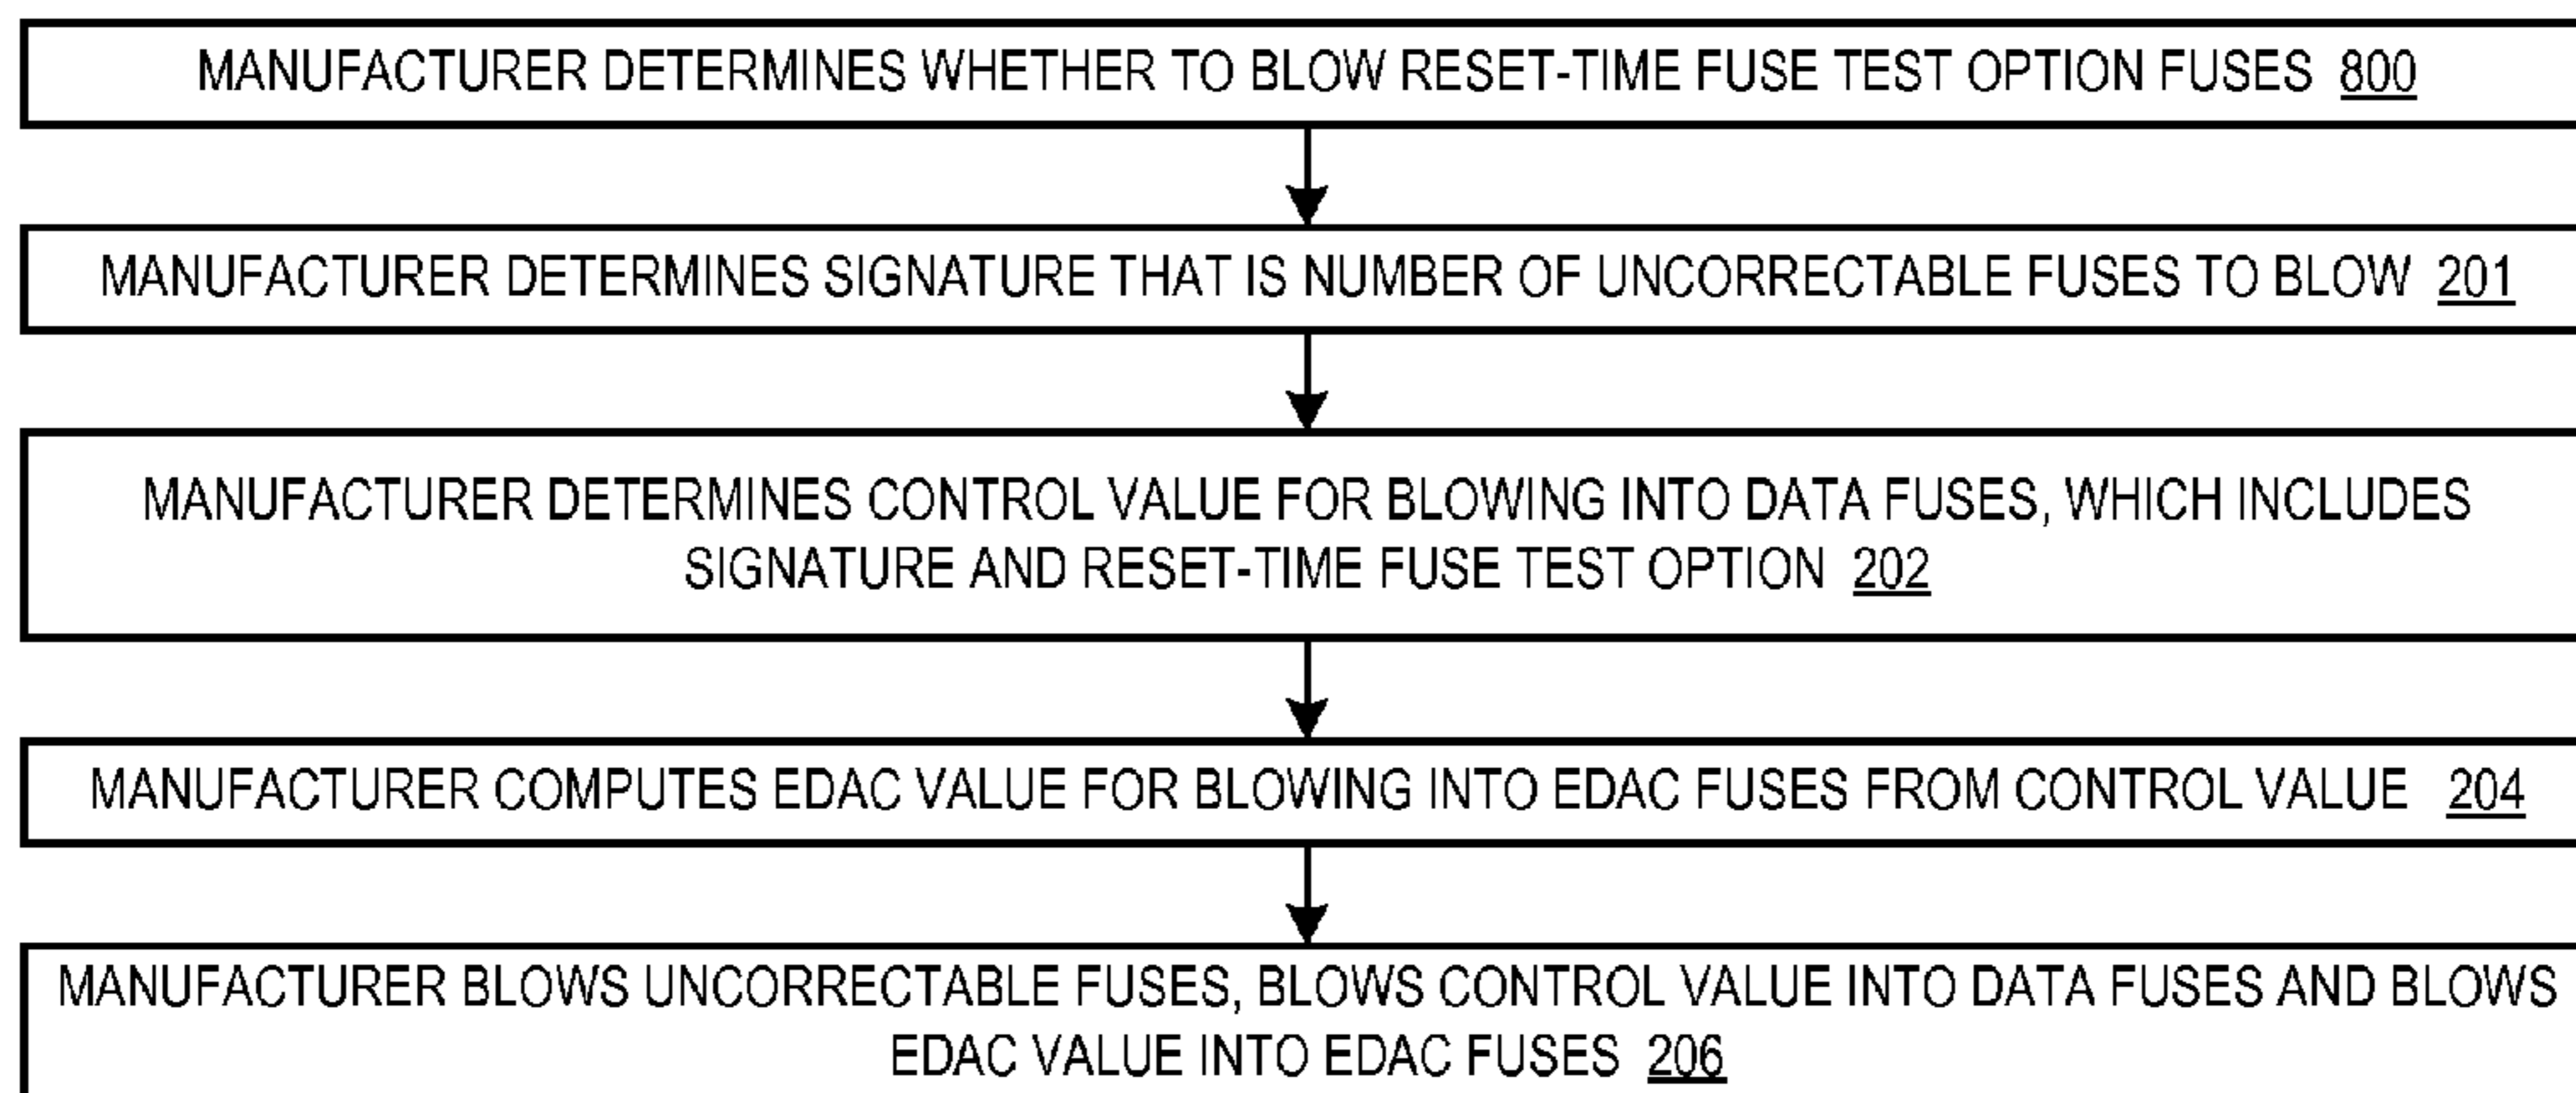 MANUFACTURER DETERMINES WHETHER TO BLOW RESET-TIME FUSE TEST OPTION FUSES 800
MANUFACTURER DETERMINES SIGNATURE THAT IS NUMBER OF UNCORRECTABLE FUSES TO BLOW 201
MANUFACTURER DETERMINES CONTROL VALUE FOR BLOWING INTO DATA FUSES, WHICH INCLUDES
SIGNATURE AND RESET-TIME FUSE TEST OPTION 202
MANUFACTURER COMPUTES EDAC VALUE FOR BLOWING INTO EDAC FUSES FROM CONTROL VALUE 204
MANUFACTURER BLOWS UNCORRECTABLE FUSES, BLOWS CONTROL VALUE INTO DATA FUSES AND BLOWS
EDAC VALUE INTO EDAC FUSES 206